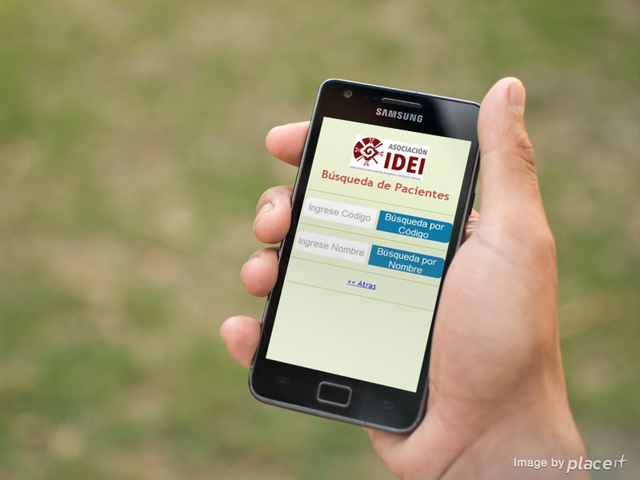 SAMSUNG
ASOCIACIÓN
IDEI
Búsqueda de Pacientes
Ingrese Código
Búsqueda por
Código
Ingrese Nombre
Búsqueda por
Nombre
<< Atras
Image by placeit